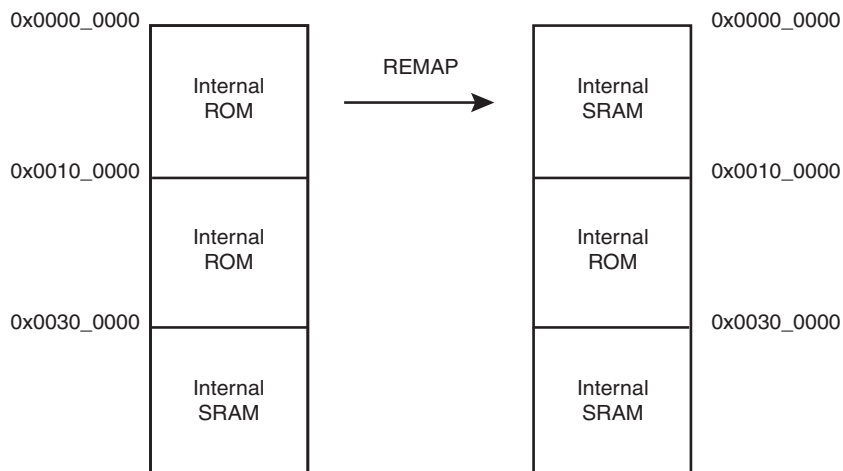 0x0000_0000
Internal
ROM
0x0010_0000
Internal
ROM
0x0030_0000
Internal
SRAM
REMAP
0x0000_0000
Internal
SRAM
0x0010_0000
Internal
ROM
0x0030_0000
Internal
SRAM